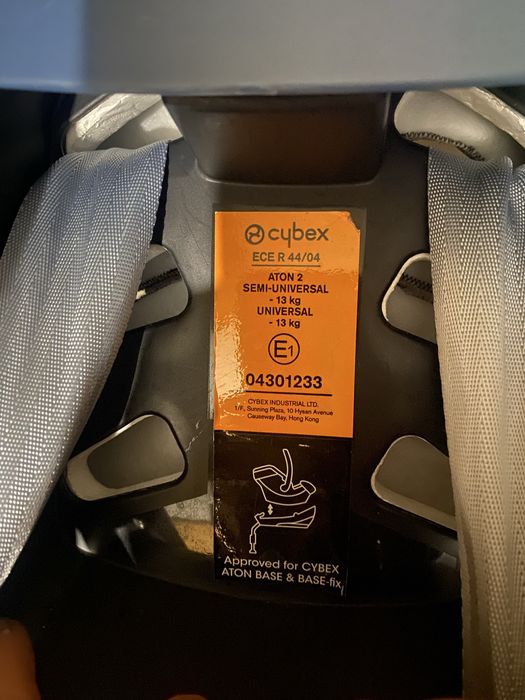 cybex
ECE R 44/04
ATON 2
SEMI-UNIVERSAL
- 13 kg
UNIVERSAL
- 13 kg
E1
04301233
CYBEX INDUSTRIAL LTD.
1/F, Sunning Plaza, 10 Hysan Avenue
Causeway Bay, Hong Kong
Approved for CYBEX
ATON BASE & BASE-fix